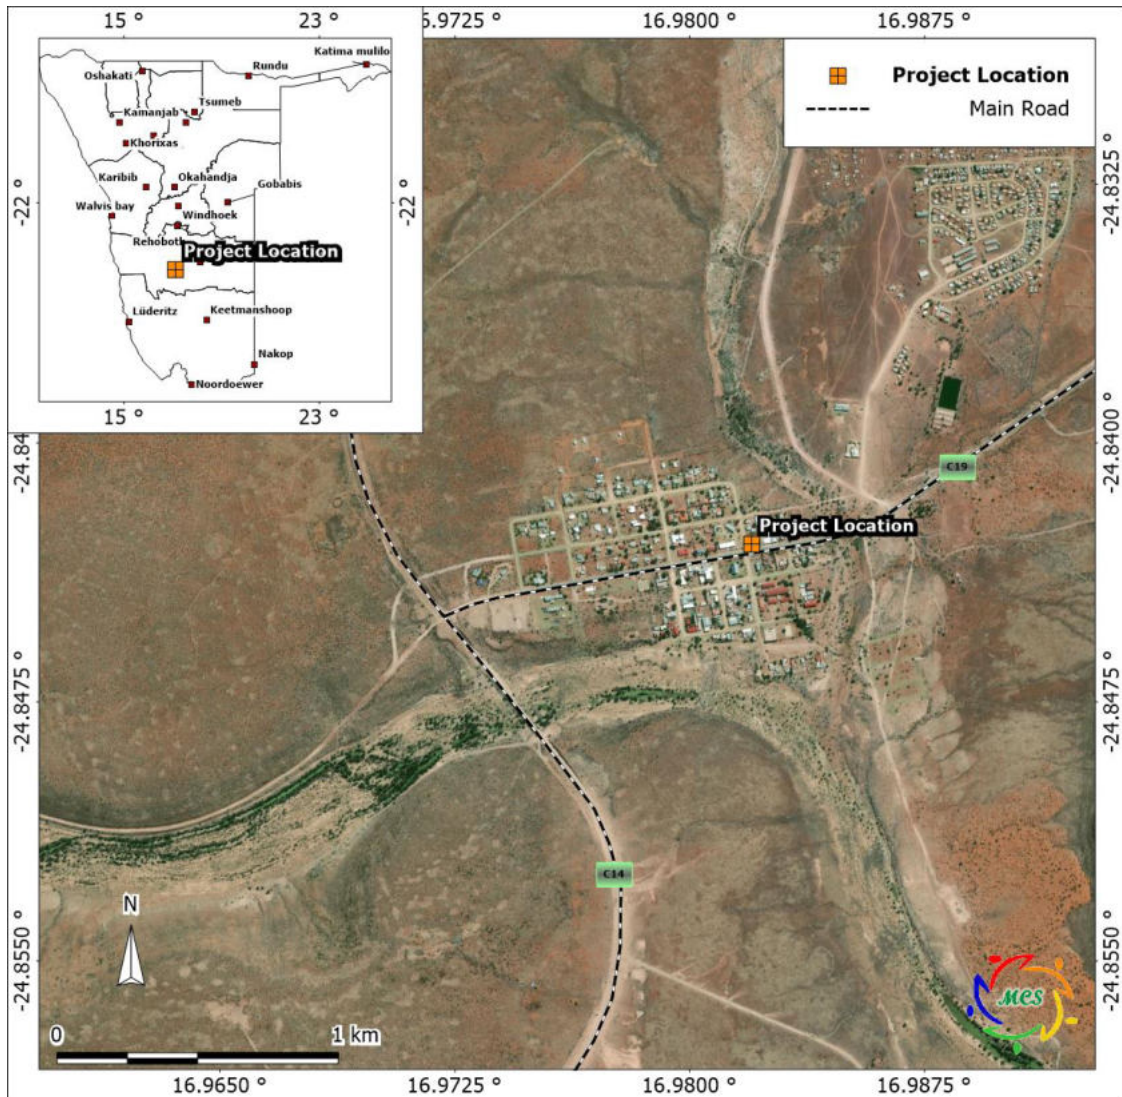 15 °
23 °
6.9725 °
16.9800 °
16.9875 °
Katima mulilo
Rundu
Oshakati
Tsumeb
Kamanjab
Khorixas
Karibib
Okahandja
Gobabis
-22 °
-22 °
Walvis bay
Windhoek
Rehoboth
Project Location
Lüderitz
Keetmanshoop
Nakop
Noordoewer
15 °
23 °
Project Location
Main Road
-24.8325 °
-24.84
-24.8400 °
C19
Project Location
-24.8475 °
-24.8475 °
C14
N
-24.8550 °
-24.8550 °
MCS
0
1 km
16.9650 °
16.9725 °
16.9800 °
16.9875 °